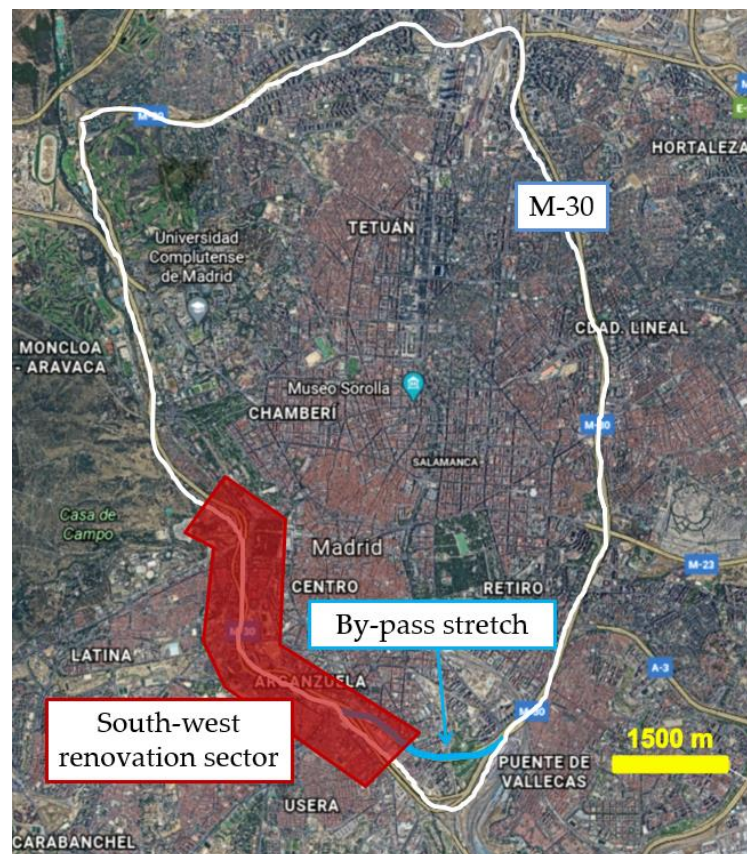 HORTALEZA
M-30
M-30
TETUÁN
Universidad
Complutense
de Madrid
CDAD. LINEAL
MONCLOA
- ARAVACA
Museo Sorolla
CHAMBERÍ
M-30
SALAMANCA
Casa de
Campo
Madrid
M-23
CENTRO
RETIRO
By-pass stretch
M-30
LATINA
A-3
ARGANZUELA
M-30
South-west
renovation sector
1500 m
PUENTE DE
VALLECAS
USERA
CARABANCHEL